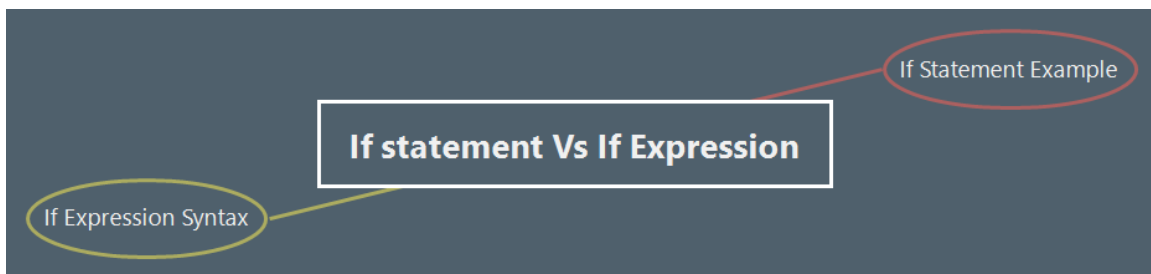 If Statement Example
If statement Vs If Expression
If Expression Syntax